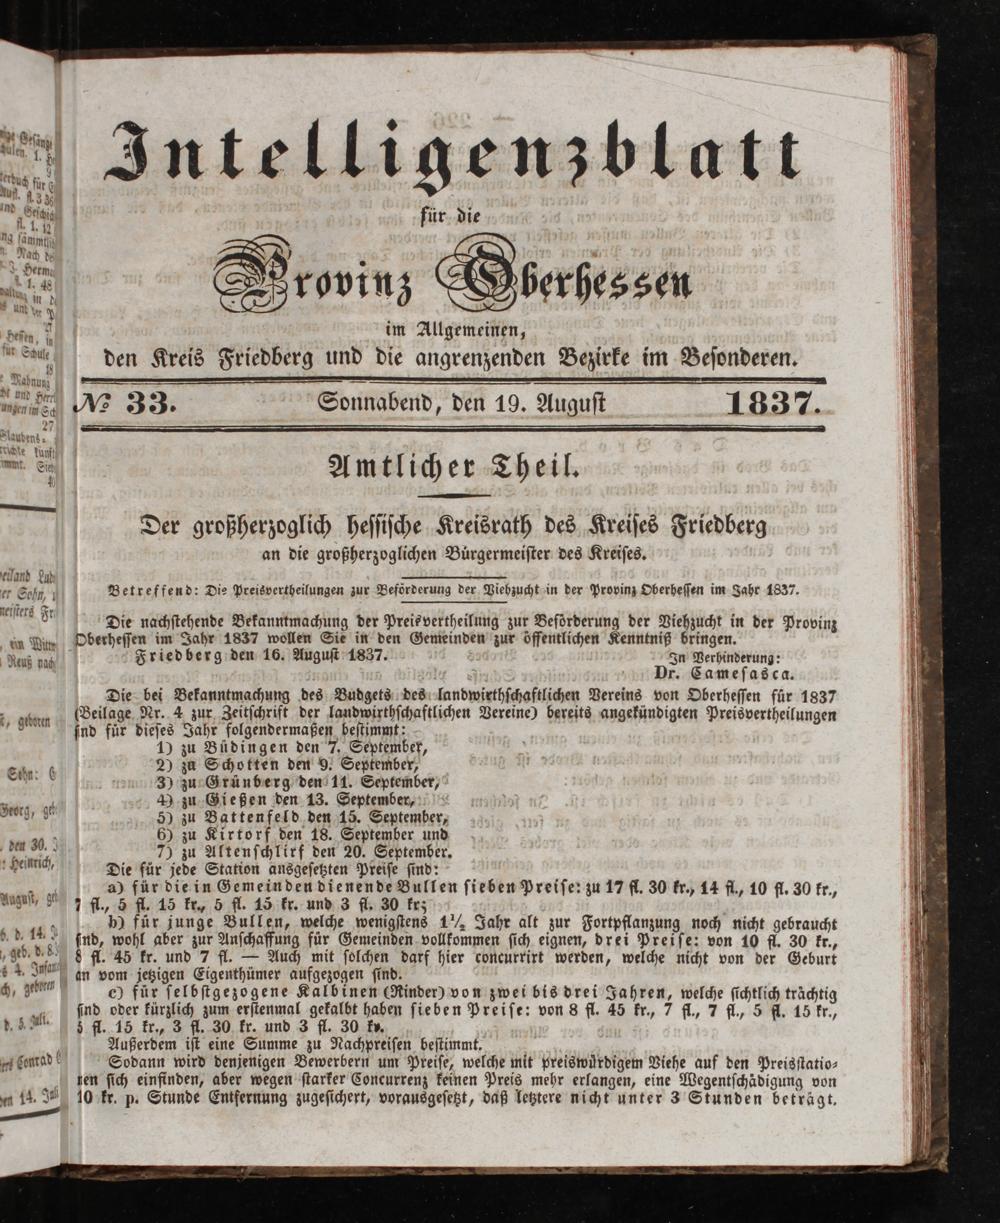 Intelligenzblatt
für die
Provinz Oberhessen
im Allgemeinen,
den Kreis Friedberg und die angrenzenden Bezirke im Besonderen.
№ 33. Sonnabend, den 19. August 1837.
Amtlicher Theil.
Der großherzoglich hessische Kreisrath des Kreises Friedberg
an die großherzoglichen Bürgermeister des Kreises.
Betreffend: Die Preisvertheilungen zur Beförderung der Viehzucht in der Provinz Oberhessen im Jahr 1837.
Die nachstehende Bekanntmachung der Preisvertheilung zur Beförderung der Viehzucht in der Provinz
Oberhessen im Jahr 1837 wollen Sie in den Gemeinden zur öffentlichen Kenntniß bringen.
Friedberg den 16. August 1837. In Verhinderung:
Dr. Camesasca.
Die bei Bekanntmachung des Budgets des landwirthschaftlichen Vereins von Oberhessen für 1837
(Beilage Nr. 4 zur Zeitschrift der landwirthschaftlichen Vereine) bereits angekündigten Preisvertheilungen
sind für dieses Jahr folgendermaßen bestimmt:
1) zu Büdingen den 7. September,
2) zu Schotten den 9. September,
3) zu Grünberg den 11. September,
4) zu Gießen den 13. September,
5) zu Battenfeld den 15. September,
6) zu Kirtorf den 18. September und
7) zu Altenschlirf den 20. September.
Die für jede Station ausgesetzten Preise sind:
a) für die in Gemeinden dienende Bullen sieben Preise: zu 17 fl. 30 kr., 14 fl., 10 fl. 30 kr.,
7 fl., 5 fl. 15 kr., 5 fl. 15 kr. und 3 fl. 30 kr;
b) für junge Bullen, welche wenigstens 1½ Jahr alt zur Fortpflanzung noch nicht gebraucht
sind, wohl aber zur Anschaffung für Gemeinden vollkommen sich eignen, drei Preise: von 10 fl. 30 kr.,
8 fl. 45 kr. und 7 fl. — Auch mit solchen darf hier concurrirt werden, welche nicht von der Geburt
an vom jetzigen Eigenthümer aufgezogen sind.
c) für selbstgezogene Kalbinen (Rinder) von zwei bis drei Jahren, welche sichtlich trächtig
sind oder kürzlich zum erstenmal gekalbt haben sieben Preise: von 8 fl. 45 kr., 7 fl., 7 fl., 5 fl. 15 kr.,
5 fl. 15 kr., 3 fl. 30 kr. und 3 fl. 30 kr.
Außerdem ist eine Summe zu Nachpreisen bestimmt.
Sodann wird denjenigen Bewerbern um Preise, welche mit preiswürdigem Viehe auf den Preisstatio-
nen sich einfinden, aber wegen starker Concurrenz keinen Preis mehr erlangen, eine Wegentschädigung von
10 kr. p. Stunde Entfernung zugesichert, vorausgesetzt, daß letztere nicht unter 3 Stunden beträgt.